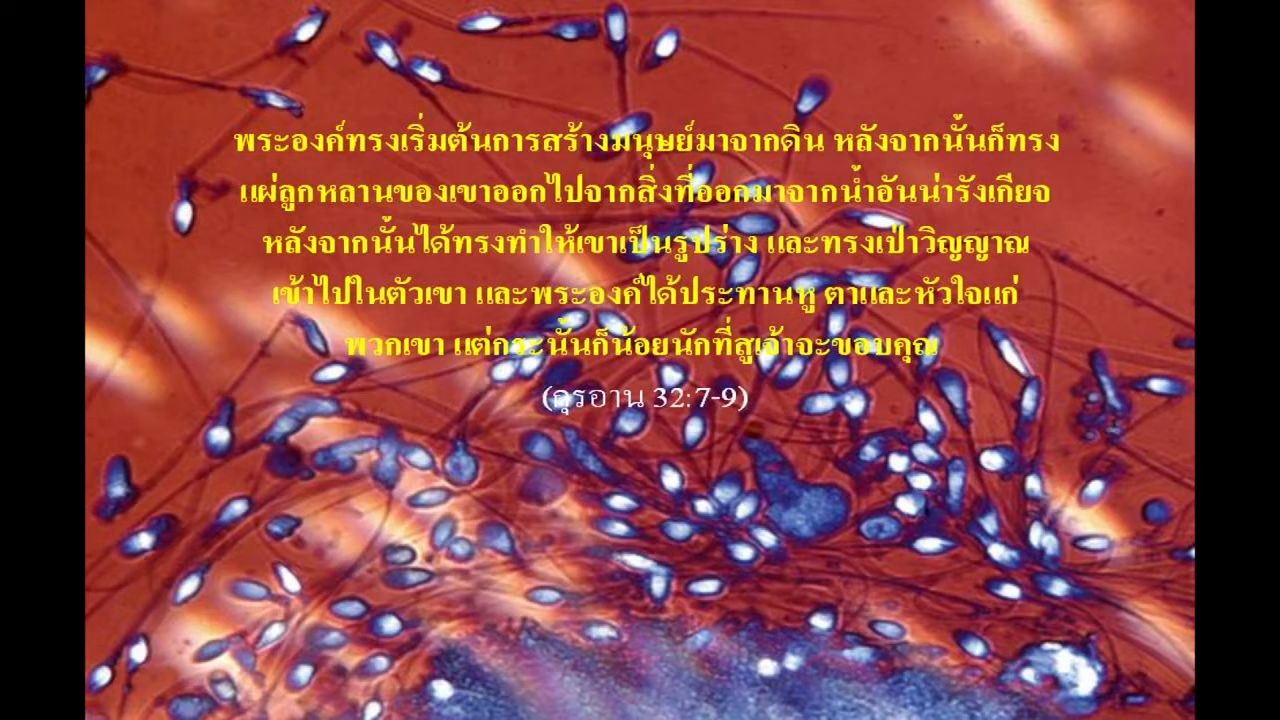 พระองค์ทรงเริ่มต้นการสร้างมนุษย์มาจากดิน หลังจากนั้นก็ทรง
แผ่ลูกหลานของเขาออกไปจากสิ่งที่ออกมาจากน้ำอันน่ารังเกียจ
หลังจากนั้นได้ทรงทำให้เขาเป็นรูปร่าง และทรงเป่าวิญญาณ
เข้าไปในตัวเขา และพระองค์ได้ประทานหู ตาและหัวใจแก่
พวกเขา แต่กระนั้นก็น้อยนักที่สูเจ้าจะขอบคุณ
(กุรอาน 32:7-9)